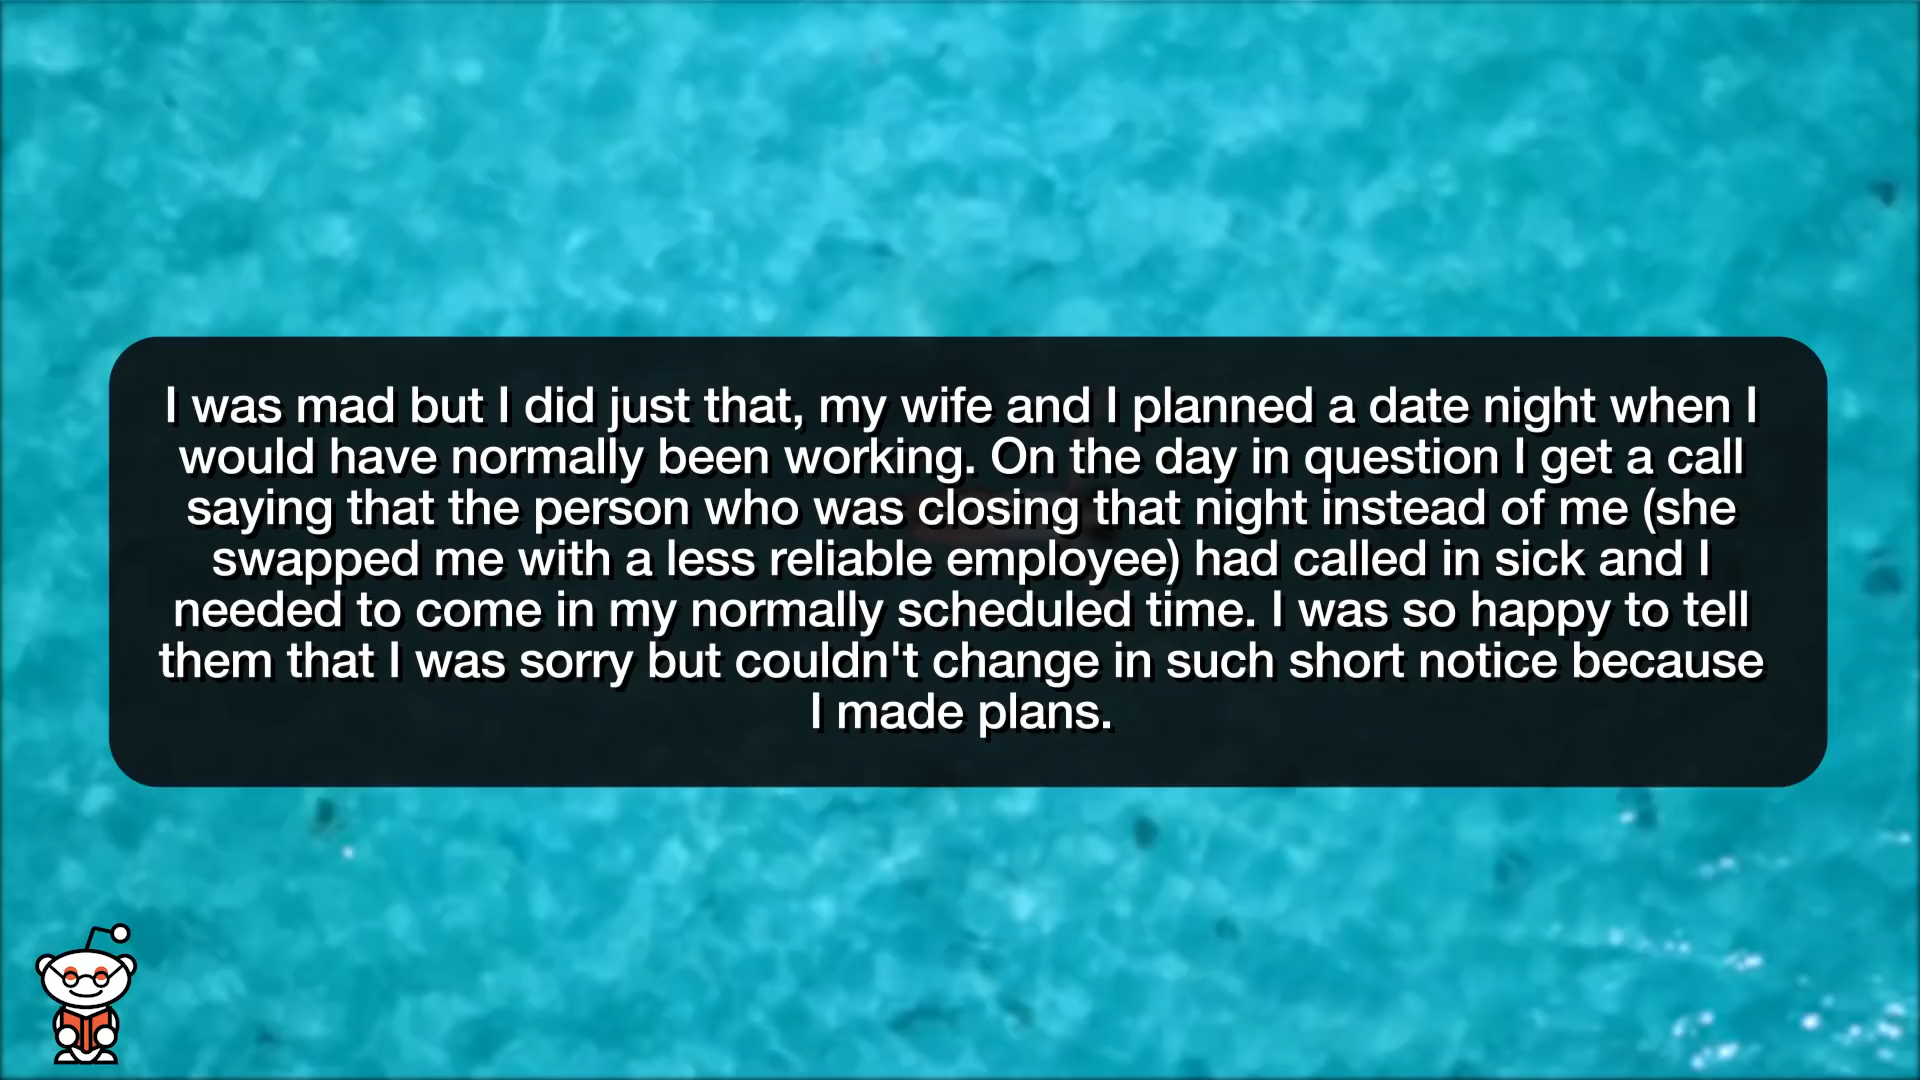 I was mad but I did just that, my wife and I planned a date night when I
would have normally been working. On the day in question I get a call
saying that the person who was closing that night instead of me (she
swapped me with a less reliable employee) had called in sick and I
needed to come in my normally scheduled time. I was so happy to tell
them that I was sorry but couldn't change in such short notice because
I made plans.